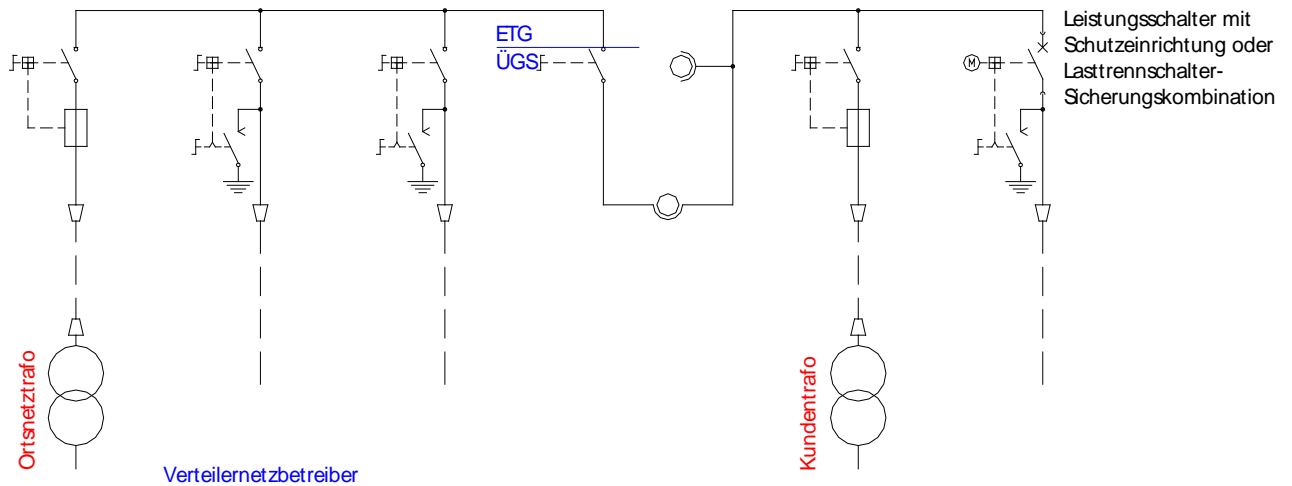 ETG
ÜGS
Leistungsschalter mit
Schutzeinrichtung oder
Lasttrennschalter-
Sicherungskombination
M
Ortsnetztrafo
Kundentrafo
Verteilernetzbetreiber